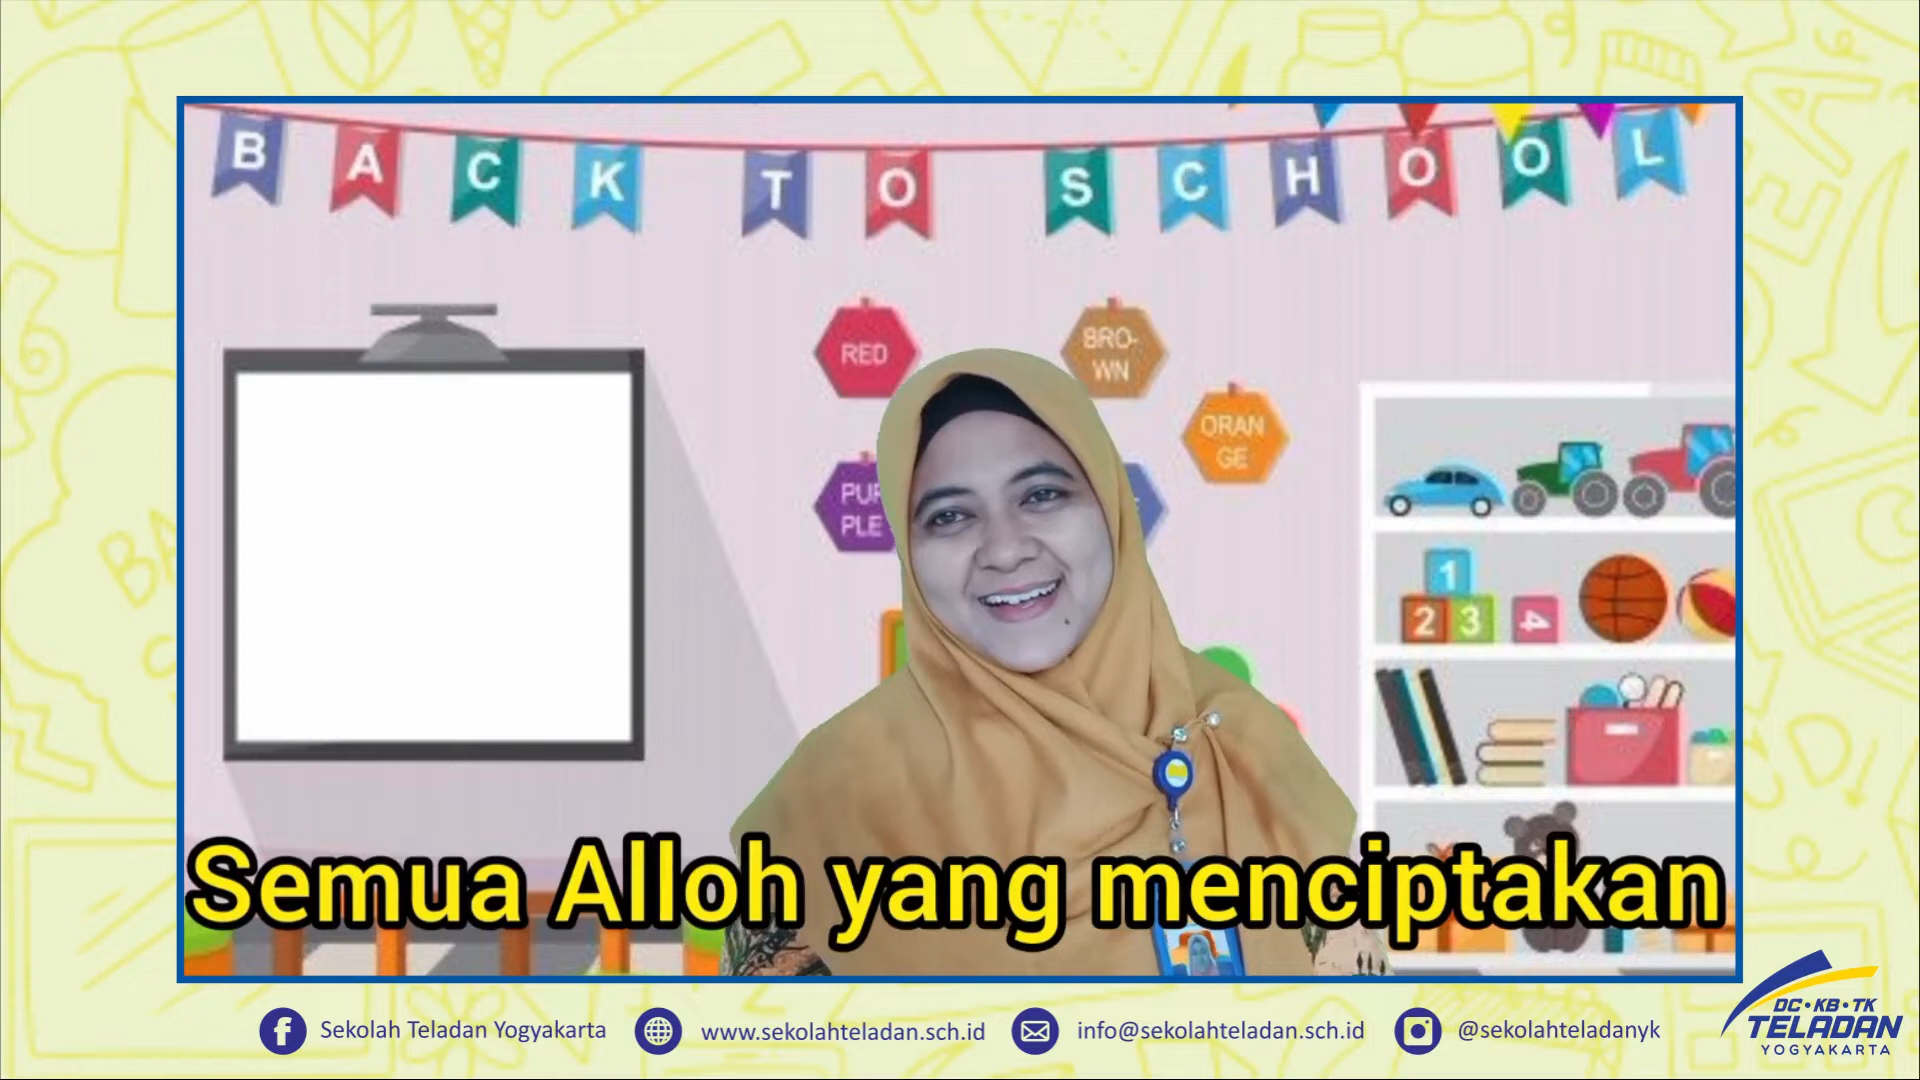 BACK TO SCHOOL
RED
BRO-
WN
ORAN
GE
PUR
PLE
1
2 3 4
Semua Alloh yang menciptakan
Sekolah Teladan Yogyakarta
www.sekolahteladan.sch.id
info@sekolahteladan.sch.id
@sekolahteladanyk
DC•KB•TK
TELADAN
YOGYAKARTA